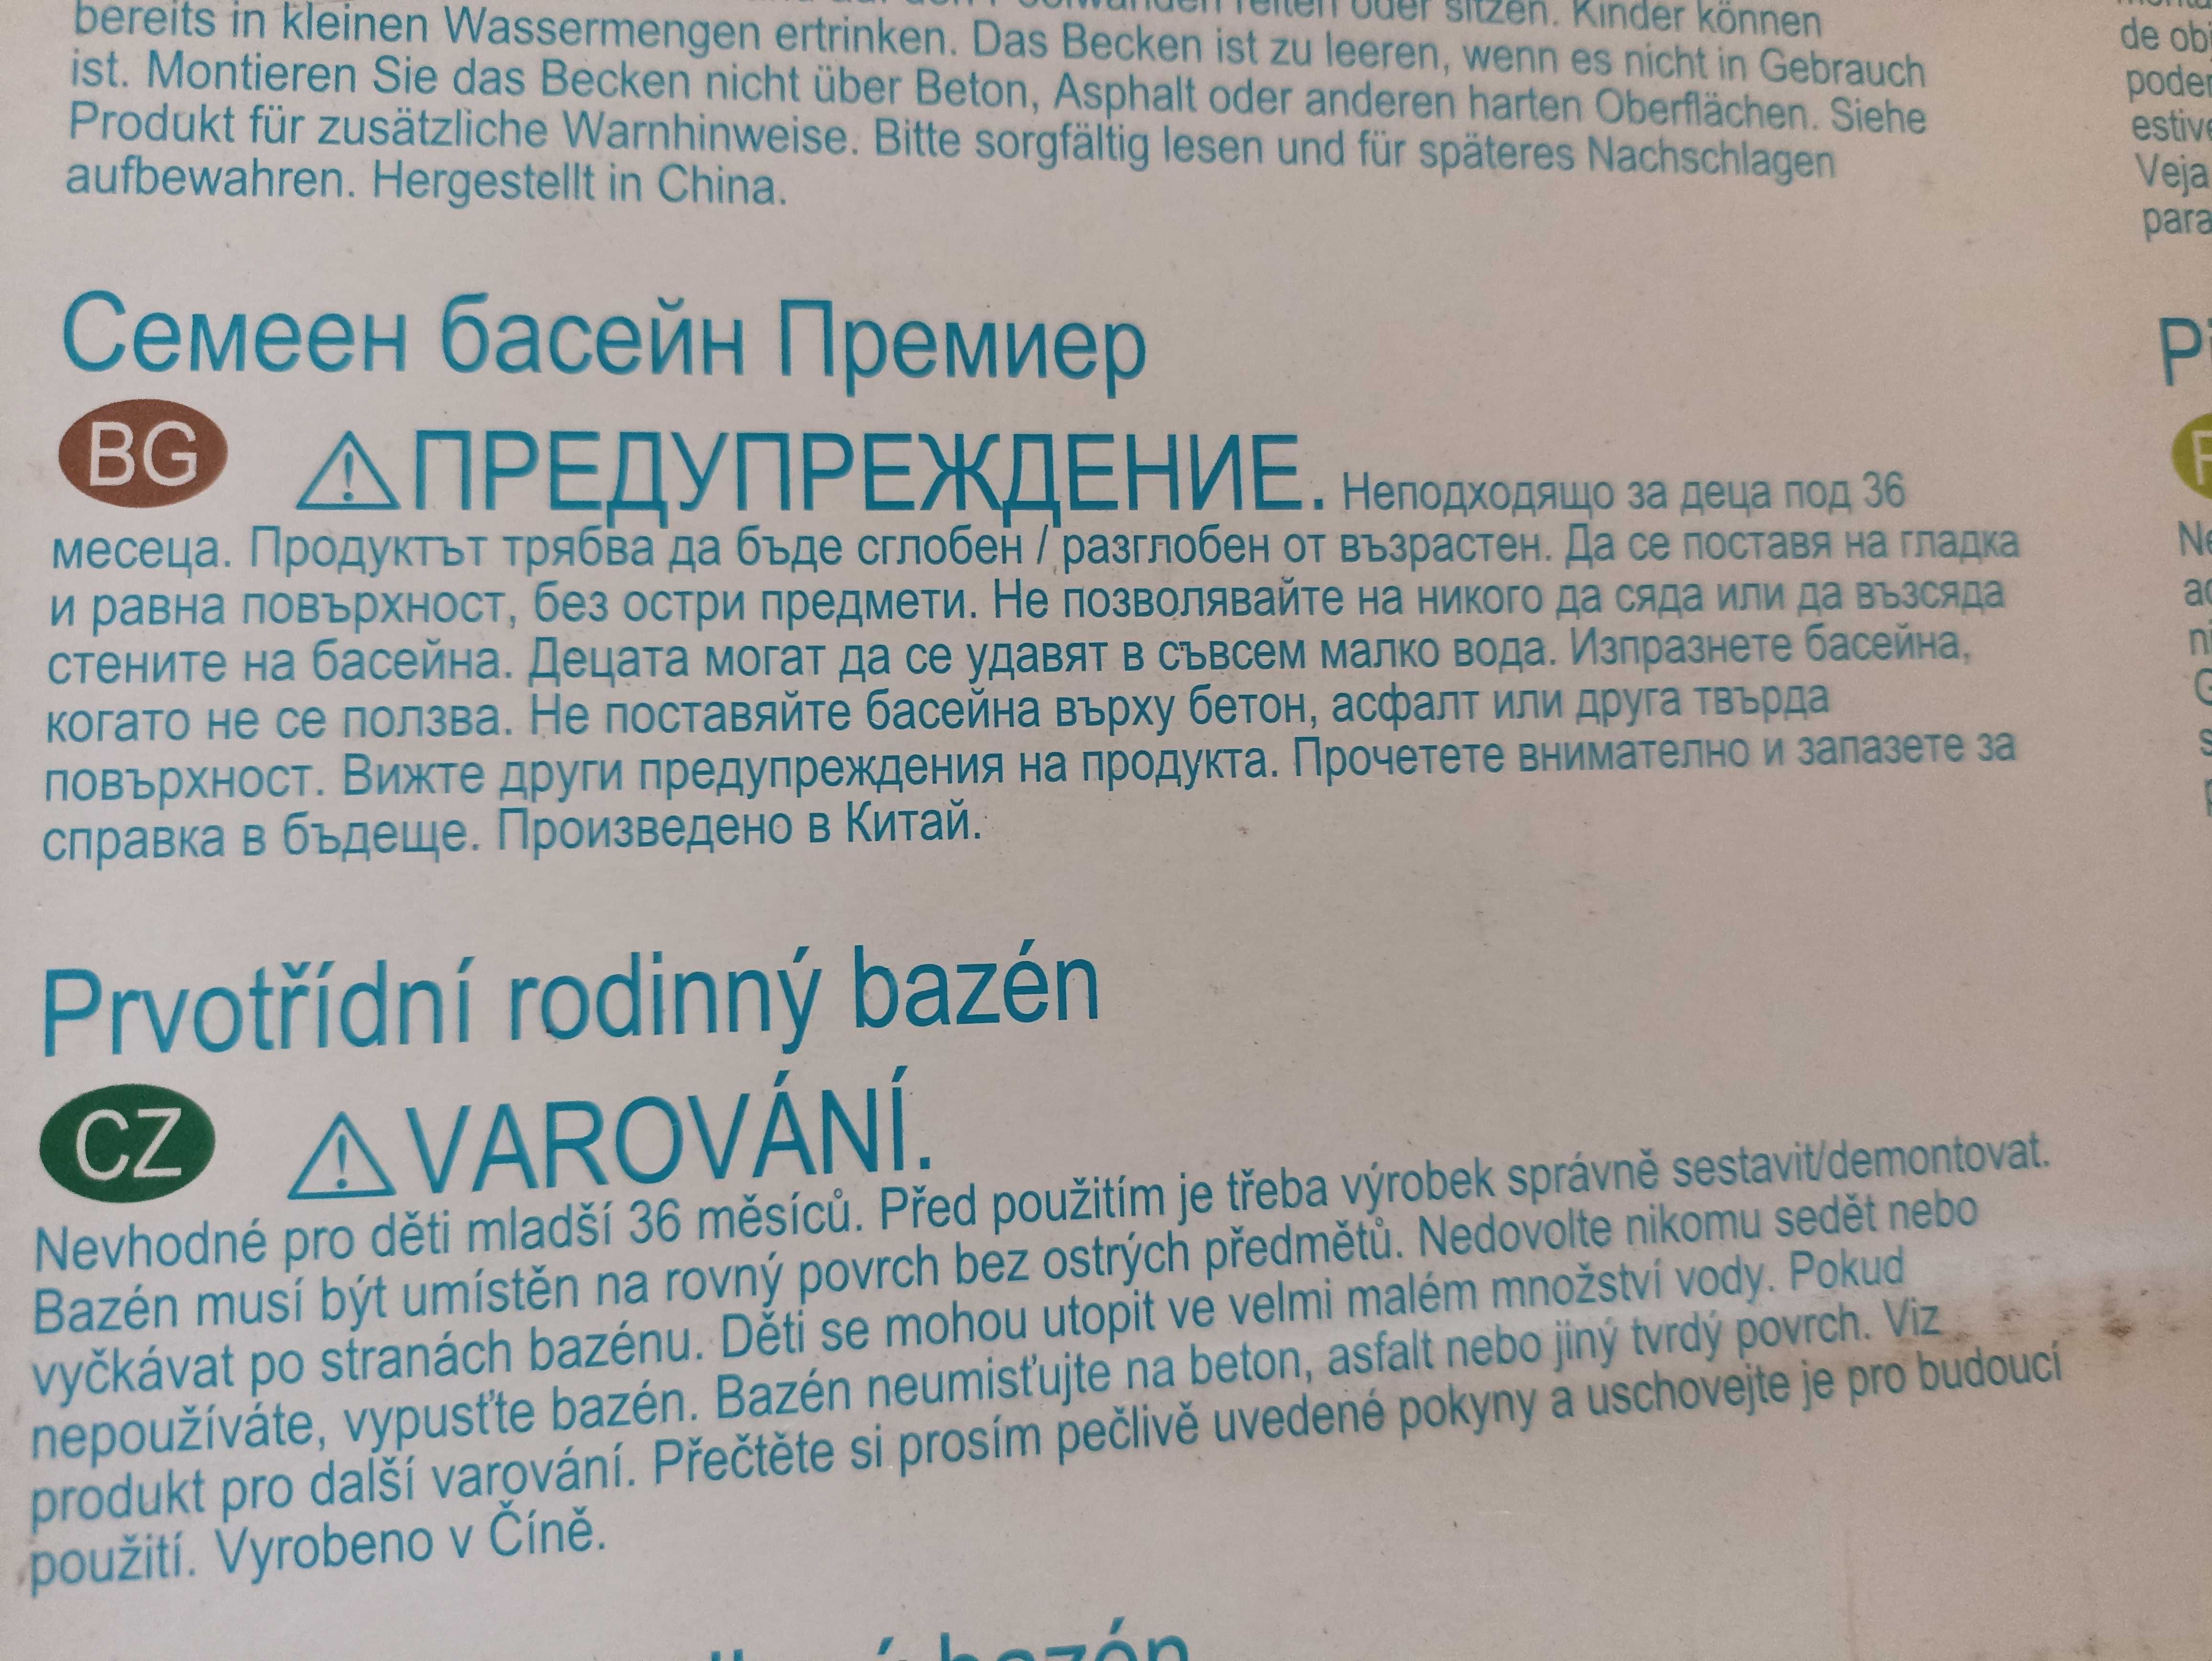 reiten oder sitzen. Kinder können
bereits in kleinen Wassermengen ertrinken. Das Becken ist zu leeren, wenn es nicht in Gebrauch
ist. Montieren Sie das Becken nicht über Beton, Asphalt oder anderen harten Oberflächen. Siehe
Produkt für zusätzliche Warnhinweise. Bitte sorgfältig lesen und für späteres Nachschlagen
aufbewahren. Hergestellt in China.
Семеен басейн Премиер
BG ⚠ ПРЕДУПРЕЖДЕНИЕ. Неподходящо за деца под 36
месеца. Продуктът трябва да бъде сглобен / разглобен от възрастен. Да се поставя на гладка
и равна повърхност, без остри предмети. Не позволявайте на никого да сяда или да възсяда
стените на басейна. Децата могат да се удавят в съвсем малко вода. Изпразнете басейна,
когато не се ползва. Не поставяйте басейна върху бетон, асфалт или друга твърда
повърхност. Вижте други предупреждения на продукта. Прочетете внимателно и запазете за
справка в бъдеще. Произведено в Китай.
Prvotřídní rodinný bazén
CZ ⚠ VAROVÁNÍ.
Nevhodné pro děti mladší 36 měsíců. Před použitím je třeba výrobek správně sestavit/demontovat.
Bazén musí být umístěn na rovný povrch bez ostrých předmětů. Nedovolte nikomu sedět nebo
vyčkávat po stranách bazénu. Děti se mohou utopit ve velmi malém množství vody. Pokud
nepoužíváte, vypusťte bazén. Bazén neumisťujte na beton, asfalt nebo jiný tvrdý povrch. Viz
produkt pro další varování. Přečtěte si prosím pečlivě uvedené pokyny a uschovejte je pro budoucí
použití. Vyrobeno v Číně.
bazén
de
Veja